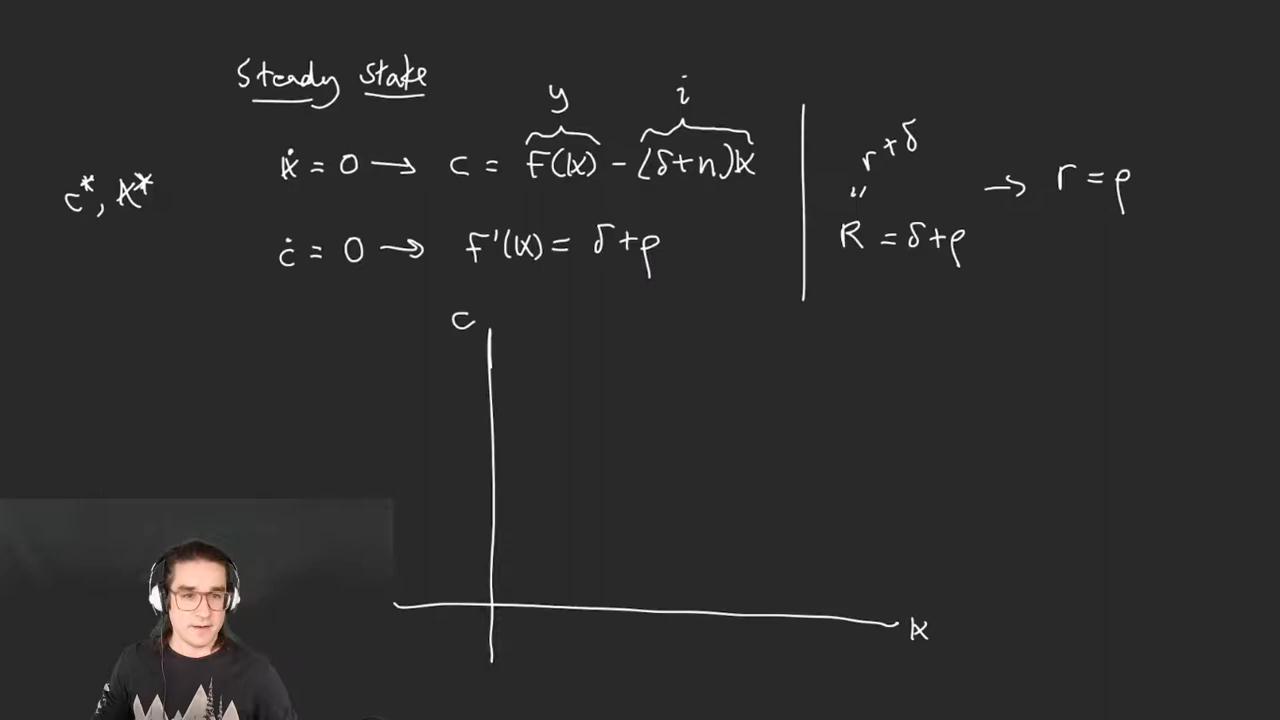 Steady state
y i
k̇ = 0 → c = f(k) - (δ+n)k
r+δ
"
→ r = ρ
c*, k*
ċ = 0 → f'(k) = δ+ρ
R = δ+ρ
c
k